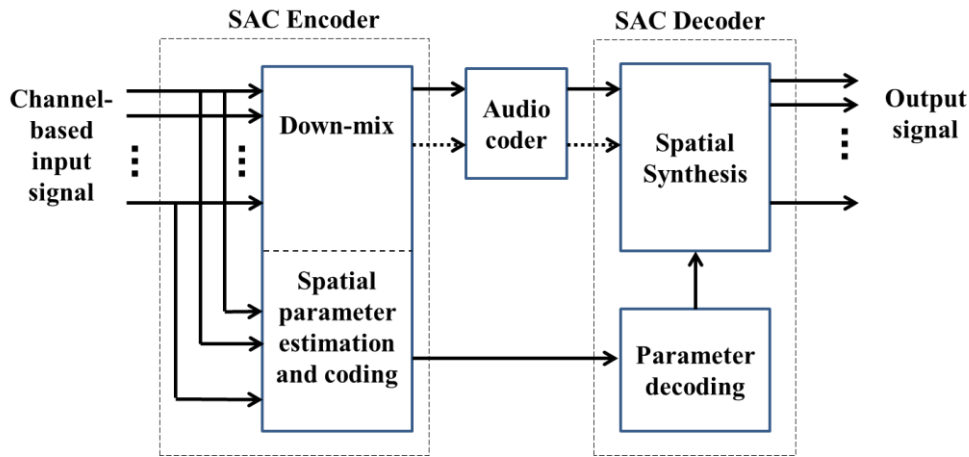 SAC Encoder
SAC Decoder
Channel-
based
input
signal
Down-mix
Audio
coder
Spatial
Synthesis
Output
signal
Spatial
parameter
estimation
and coding
Parameter
decoding